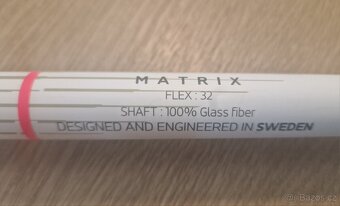 MATRIX
FLEX : 32
SHAFT : 100% Glass fiber
DESIGNED AND ENGINEERED IN SWEDEN